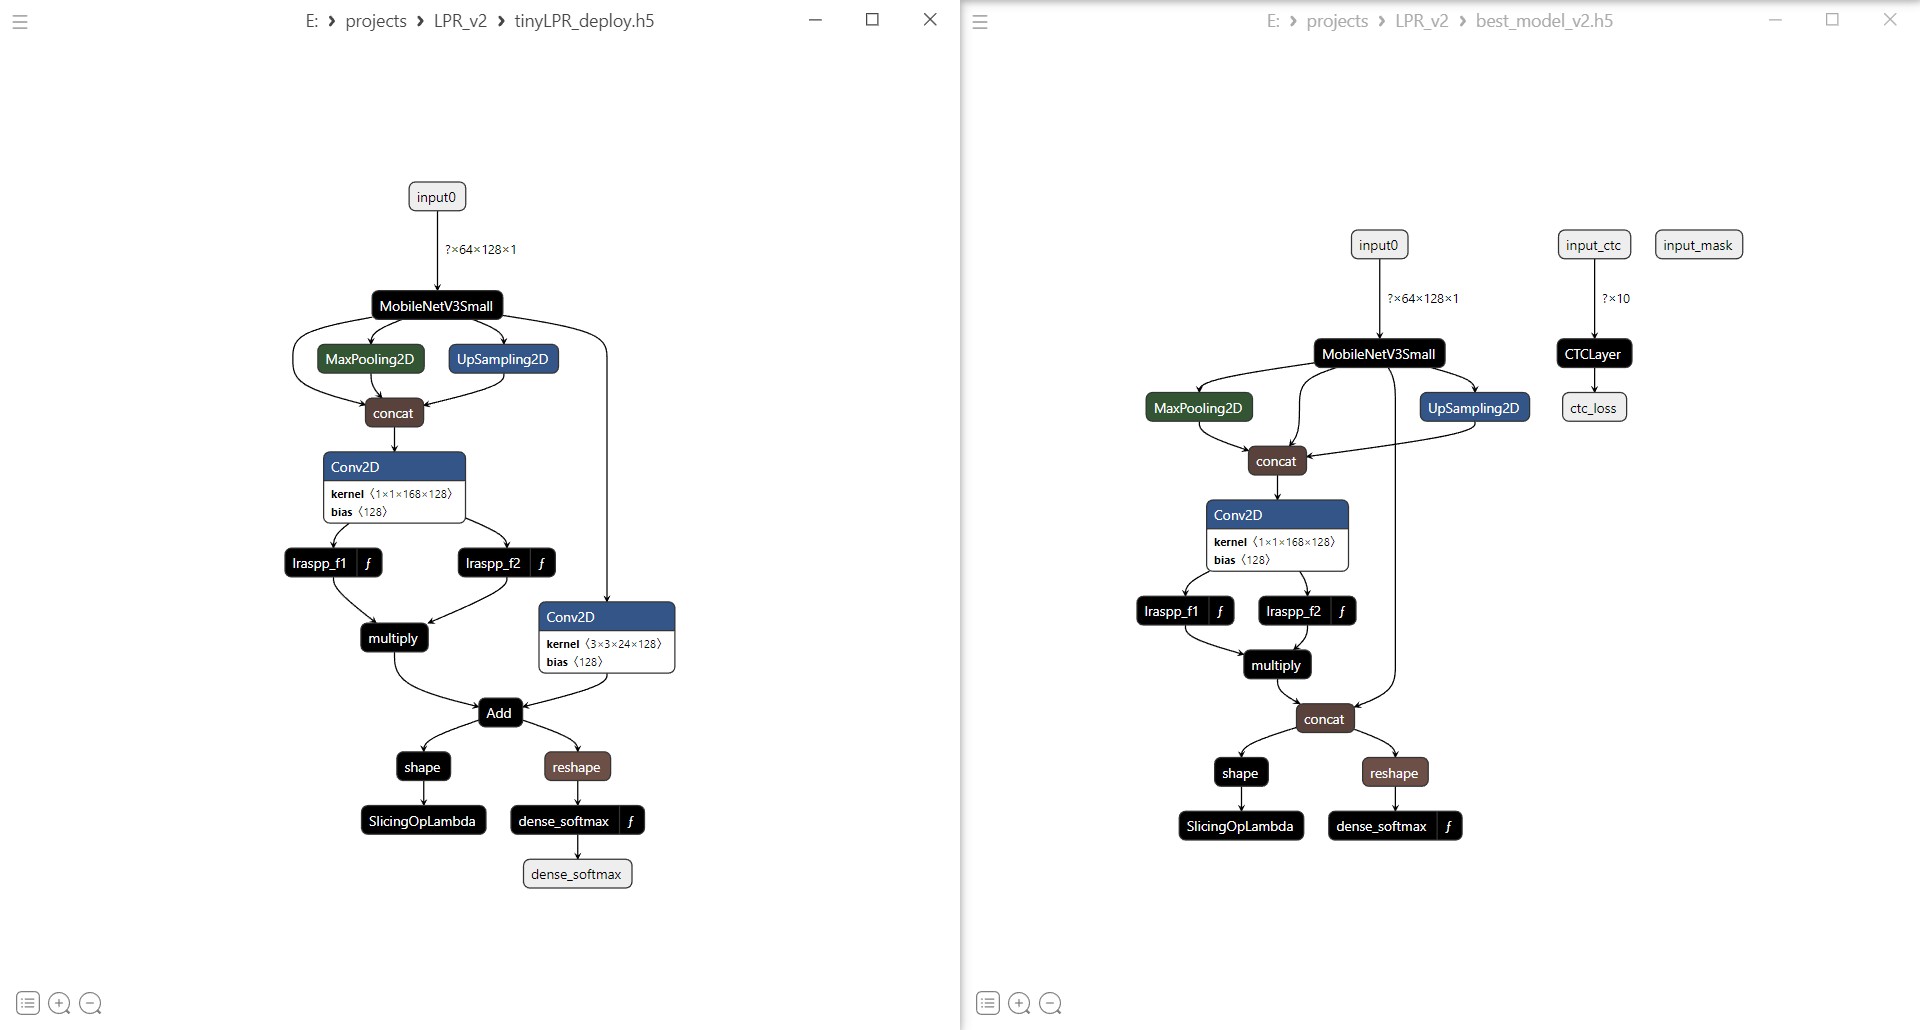 E: › projects › LPR_v2 › tinyLPR_deploy.h5
input0
?×64×128×1
MobileNetV3Small
MaxPooling2D
UpSampling2D
concat
Conv2D
kernel 〈1×1×168×128〉
bias 〈128〉
lraspp_f1 ƒ
lraspp_f2 ƒ
Conv2D
kernel 〈3×3×24×128〉
bias 〈128〉
multiply
Add
shape
reshape
SlicingOpLambda
dense_softmax ƒ
dense_softmax
E: › projects › LPR_v2 › best_model_v2.h5
input0
input_ctc
input_mask
?×64×128×1
?×10
MobileNetV3Small
CTCLayer
MaxPooling2D
UpSampling2D
ctc_loss
concat
Conv2D
kernel 〈1×1×168×128〉
bias 〈128〉
lraspp_f1 ƒ
lraspp_f2 ƒ
multiply
concat
shape
reshape
SlicingOpLambda
dense_softmax ƒ